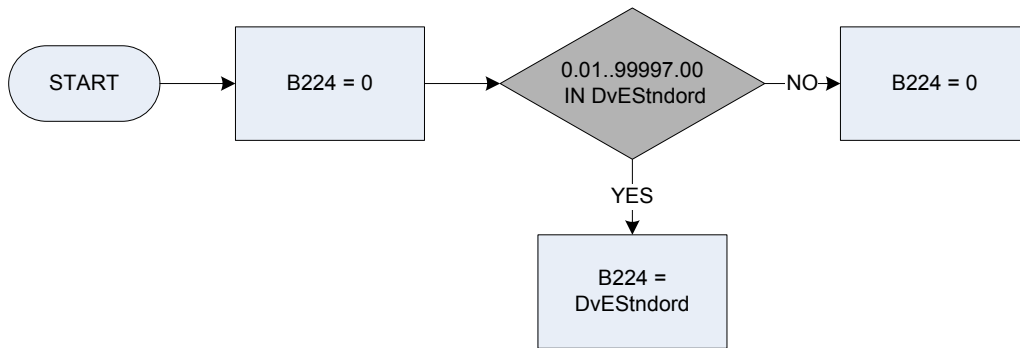 START
B224 = 0
0.01..99997.00
IN DvEStndord
NO
B224 = 0
YES
B224 =
DvEStndord